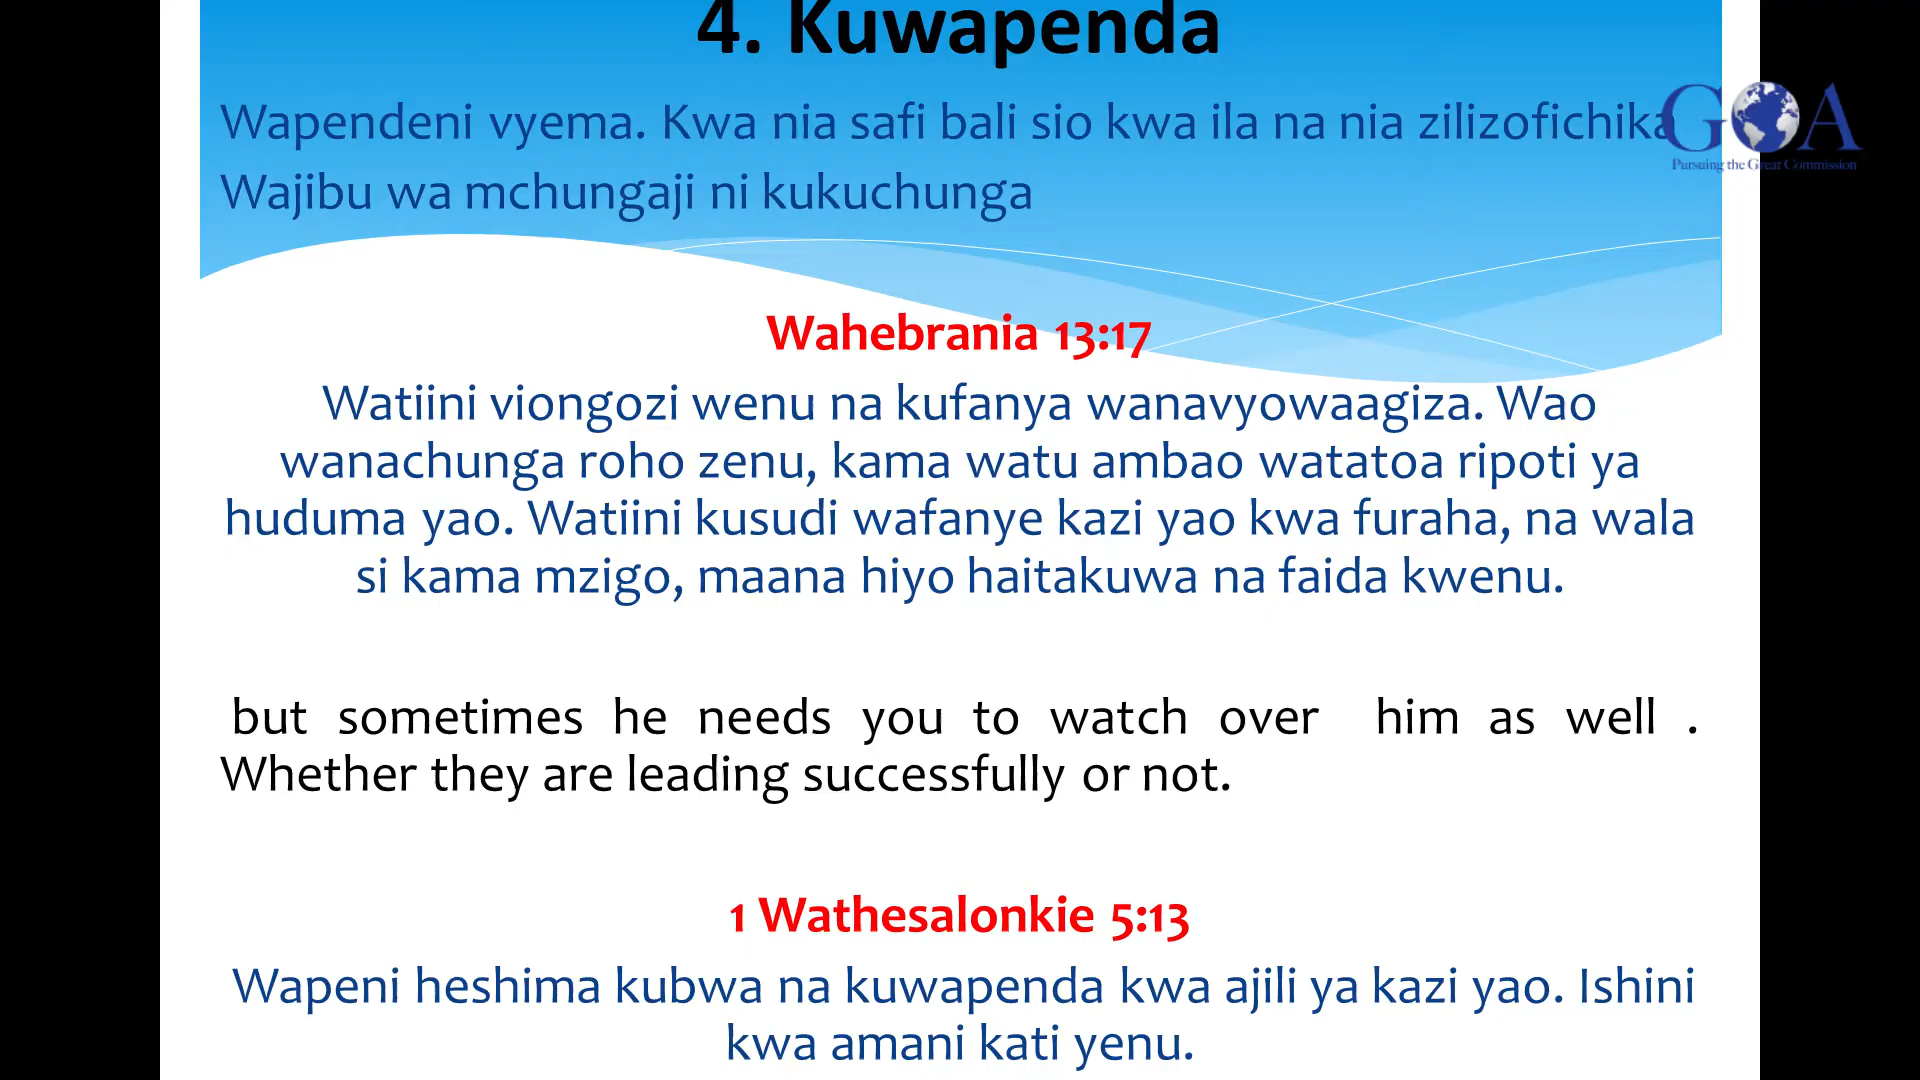 4. Kuwapenda
Wapendeni vyema. Kwa nia safi bali sio kwa ila na nia zilizofichika
GOA
Pursuing the Great Commission
Wajibu wa mchungaji ni kukuchunga
Wahebrania 13:17
Watiini viongozi wenu na kufanya wanavyowaagiza. Wao
wanachunga roho zenu, kama watu ambao watatoa ripoti ya
huduma yao. Watiini kusudi wafanye kazi yao kwa furaha, na wala
si kama mzigo, maana hiyo haitakuwa na faida kwenu.
but sometimes he needs you to watch over him as well .
Whether they are leading successfully or not.
1 Wathesalonkie 5:13
Wapeni heshima kubwa na kuwapenda kwa ajili ya kazi yao. Ishini
kwa amani kati yenu.